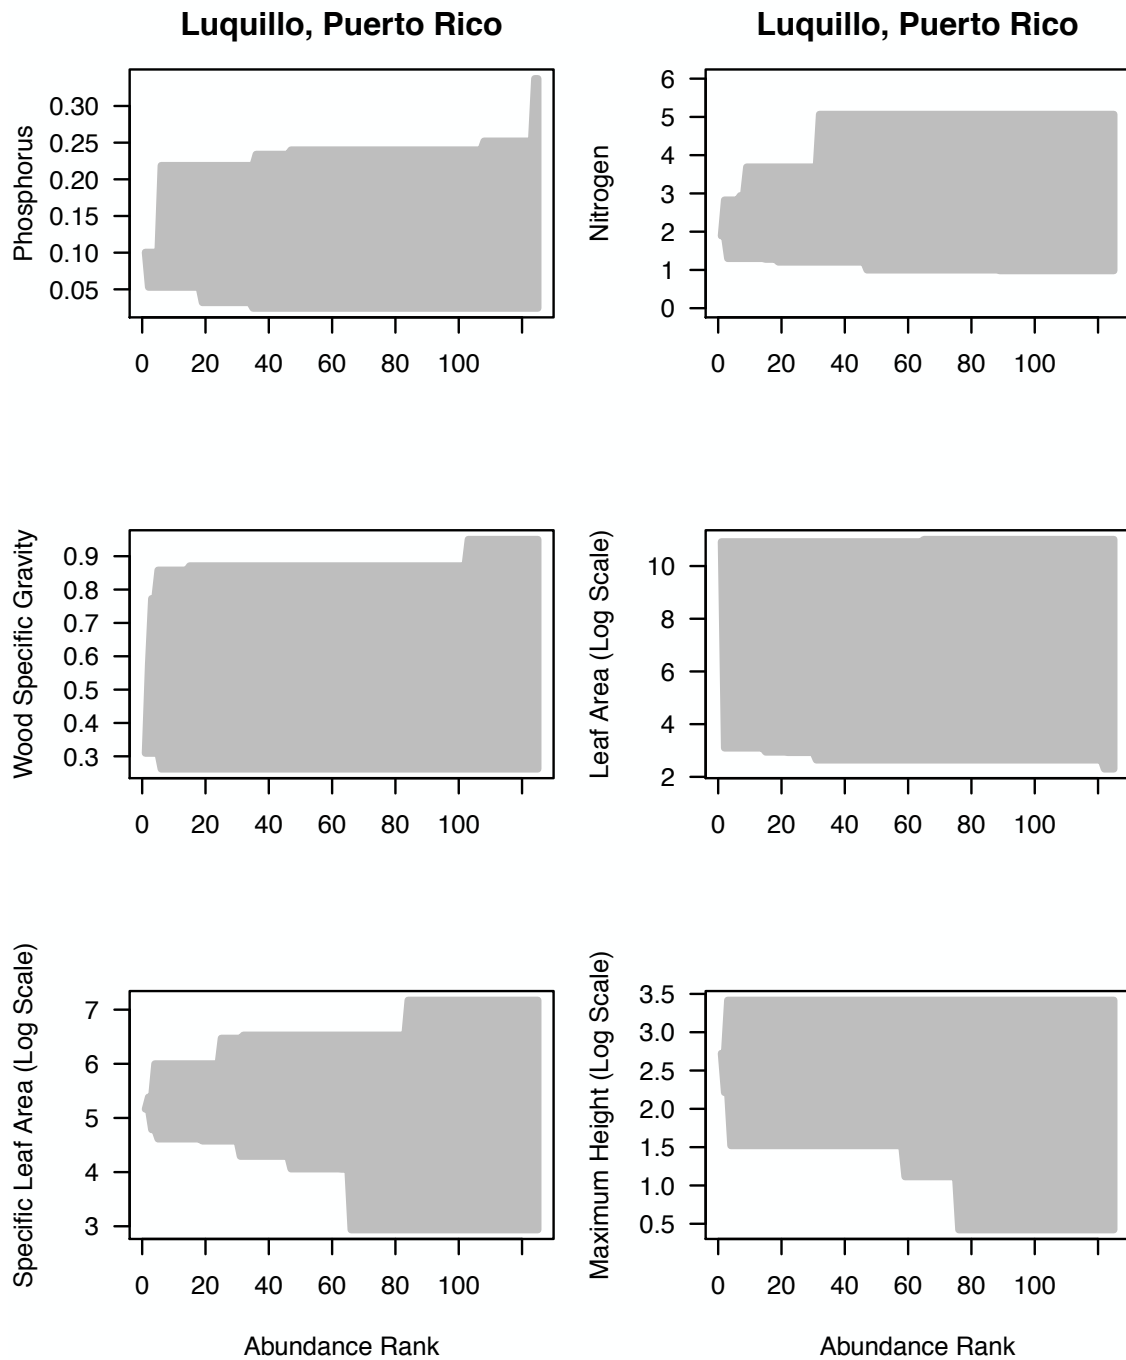 Luquillo, Puerto Rico
Luquillo, Puerto Rico
Phosphorus
0.30
0.25
0.20
0.15
0.10
0.05
0 20 40 60 80 100
Nitrogen
6
5
4
3
2
1
0
0 20 40 60 80 100
Wood Specific Gravity
0.9
0.8
0.7
0.6
0.5
0.4
0.3
0 20 40 60 80 100
Leaf Area (Log Scale)
10
8
6
4
2
0 20 40 60 80 100
Specific Leaf Area (Log Scale)
7
6
5
4
3
0 20 40 60 80 100
Abundance Rank
Maximum Height (Log Scale)
3.5
3.0
2.5
2.0
1.5
1.0
0.5
0 20 40 60 80 100
Abundance Rank